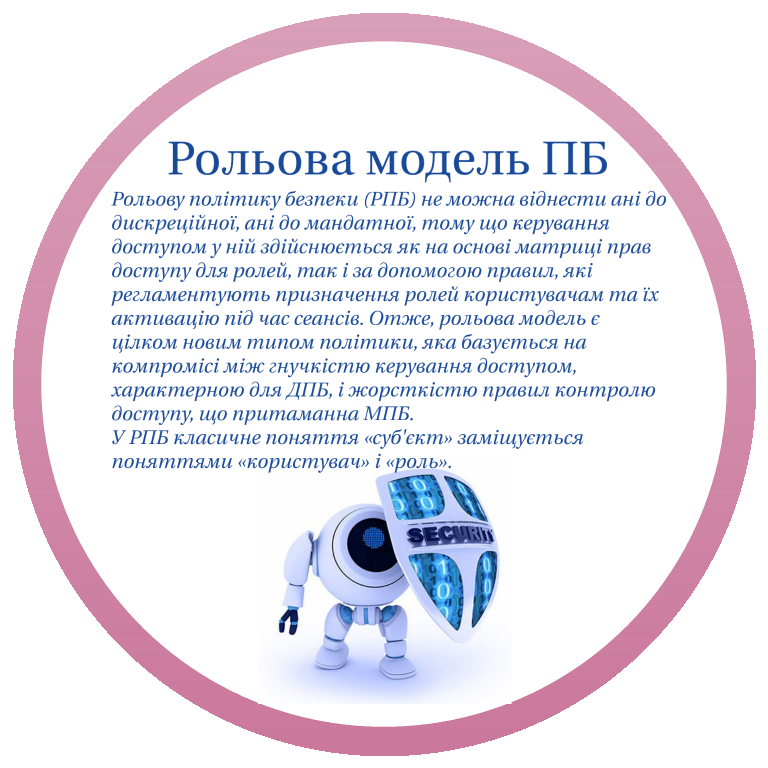 Рольова модель ПБ
Рольову політику безпеки (РПБ) не можна віднести ані до
дискреційної, ані до мандатної, тому що керування
доступом у ній здійснюється як на основі матриці прав
доступу для ролей, так і за допомогою правил, які
регламентують призначення ролей користувачам та їх
активацію під час сеансів. Отже, рольова модель є
цілком новим типом політики, яка базується на
компромісі між гнучкістю керування доступом,
характерною для ДПБ, і жорсткістю правил контролю
доступу, що притаманна МПБ.
У РПБ класичне поняття «суб'єкт» заміщується
поняттями «користувач» і «роль».
SECURITY